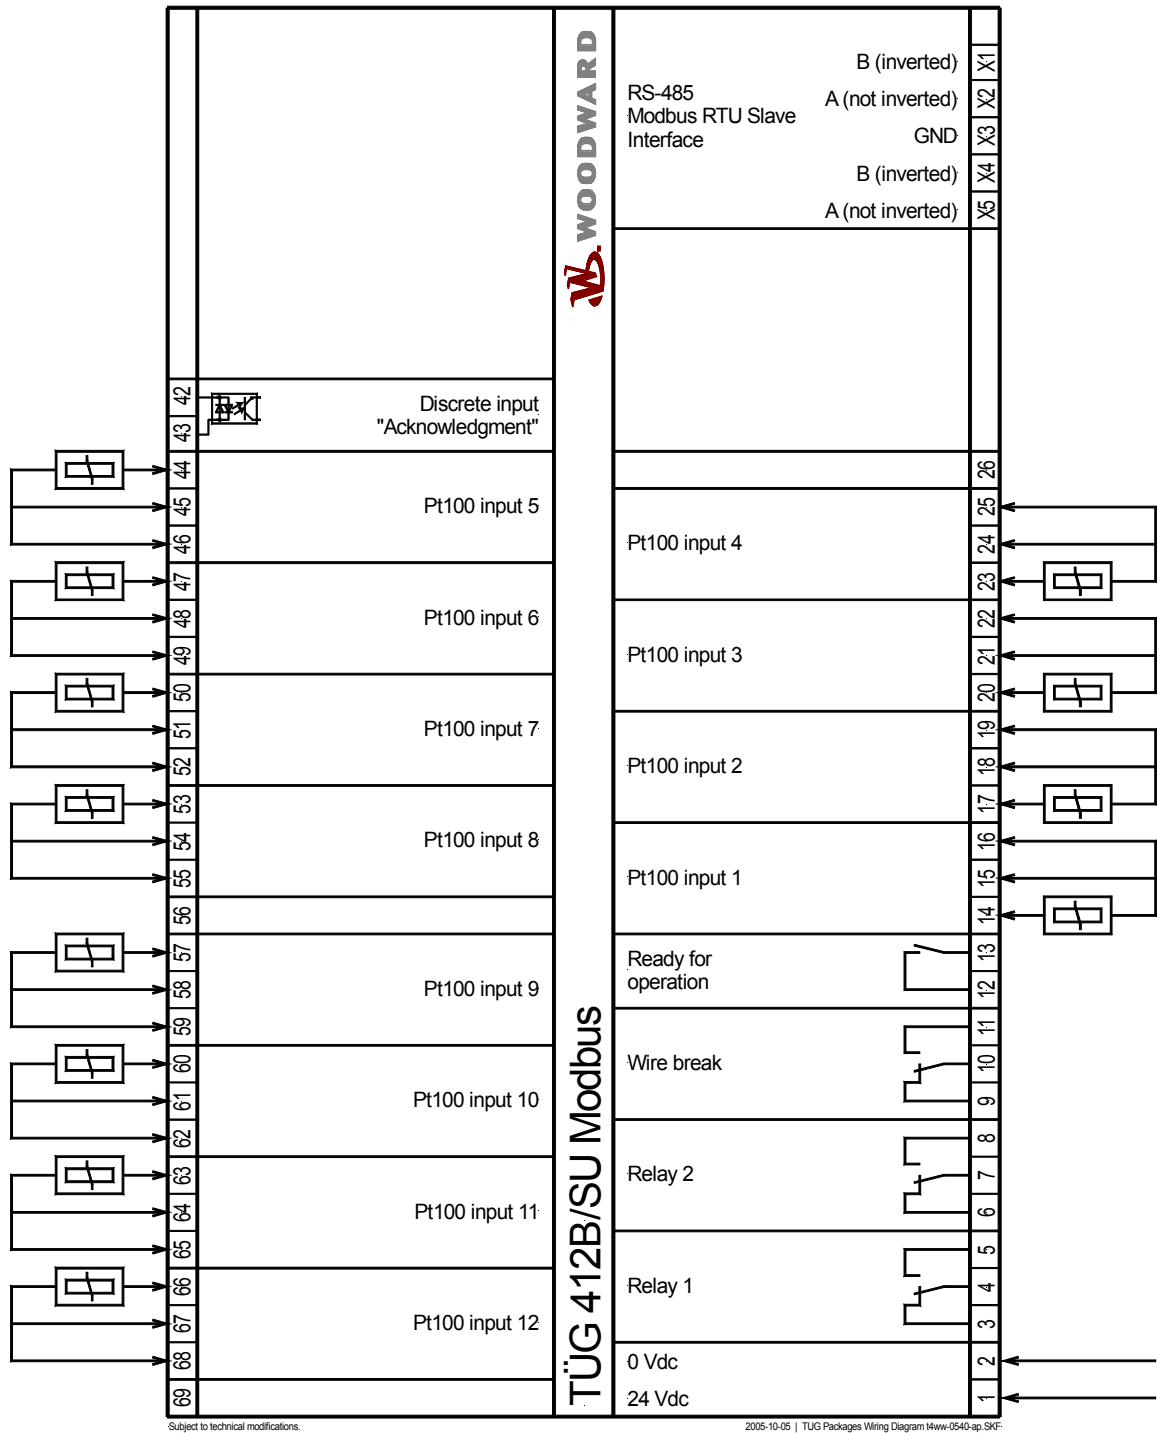 B (inverted)
X1
RS-485
Modbus RTU Slave
Interface
A (not inverted)
X2
GND
X3
B (inverted)
X4
A (not inverted)
X5
WOODWARD
TÜG 412B/SU Modbus
42
43
Discrete input
"Acknowledgment"
44
45
46
Pt100 input 5
47
48
49
Pt100 input 6
50
51
52
Pt100 input 7
53
54
55
Pt100 input 8
56
57
58
59
Pt100 input 9
60
61
62
Pt100 input 10
63
64
65
Pt100 input 11
66
67
68
Pt100 input 12
69
26
25
24
23
Pt100 input 4
22
21
20
Pt100 input 3
19
18
17
Pt100 input 2
16
15
14
Pt100 input 1
13
12
Ready for
operation
11
10
9
Wire break
8
7
6
Relay 2
5
4
3
Relay 1
0 Vdc
2
24 Vdc
1
Subject to technical modifications.
2005-10-05 | TUG Packages Wiring Diagram t4ww-0540-ap.SKF